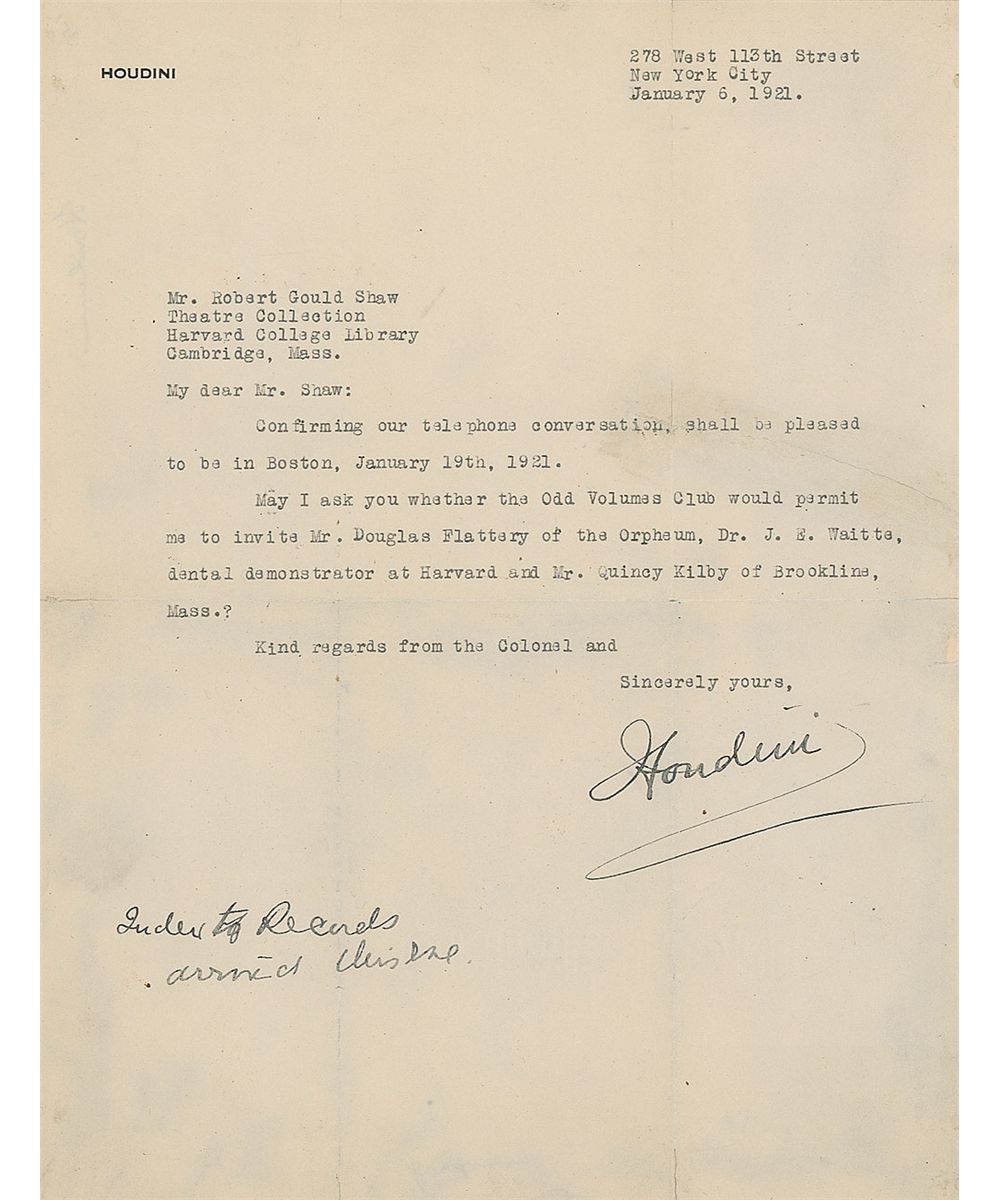 HOUDINI
278 West 113th Street
New York City
January 6, 1921.
Mr. Robert Gould Shaw
Theatre Collection
Harvard College Library
Cambridge, Mass.
My dear Mr. Shaw:
Confirming our telephone conversation, shall be pleased
to be in Boston, January 19th, 1921.
May I ask you whether the Odd Volumes Club would permit
me to invite Mr. Douglas Flattery of the Orpheum, Dr. J. E. Waitte,
dental demonstrator at Harvard and Mr. Quincy Kilby of Brookline,
Mass.?
Kind regards from the Colonel and
Sincerely yours,
Houdini
Index to Records
arrived